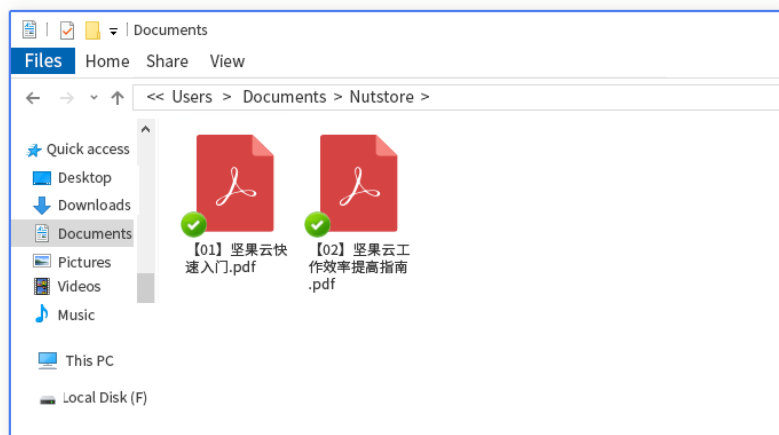 Documents
Files Home Share View
<< Users > Documents > Nutstore >
Quick access
Desktop
Downloads
Documents
Pictures
Videos
Music
This PC
Local Disk (F)
【01】坚果云快
速入门.pdf
【02】坚果云工
作效率提高指南
.pdf